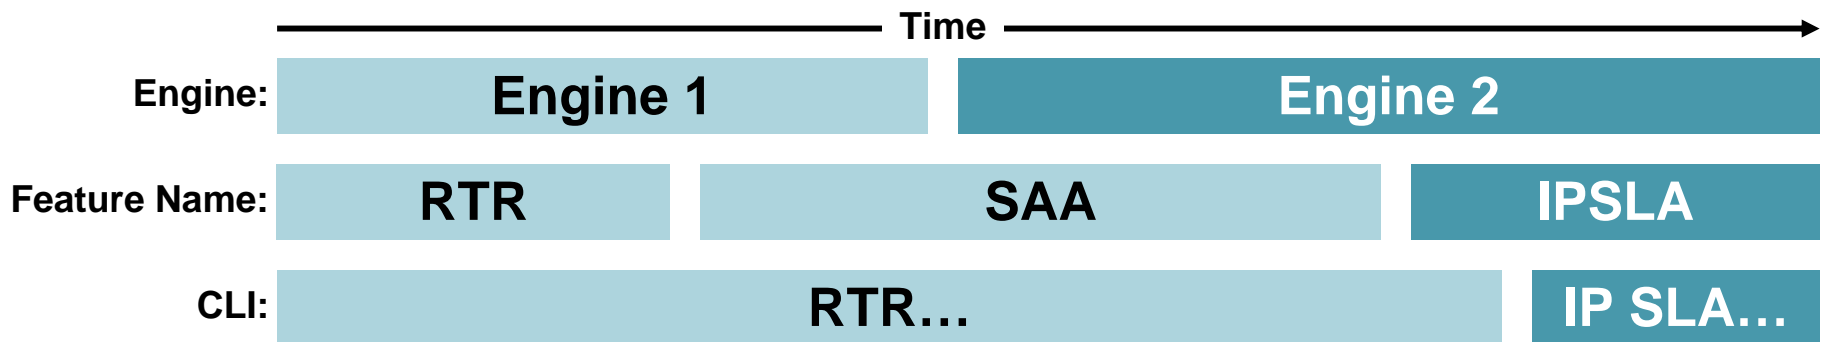 Time
Engine: Engine 1 Engine 2
Feature Name: RTR SAA IPSLA
CLI: RTR… IP SLA…